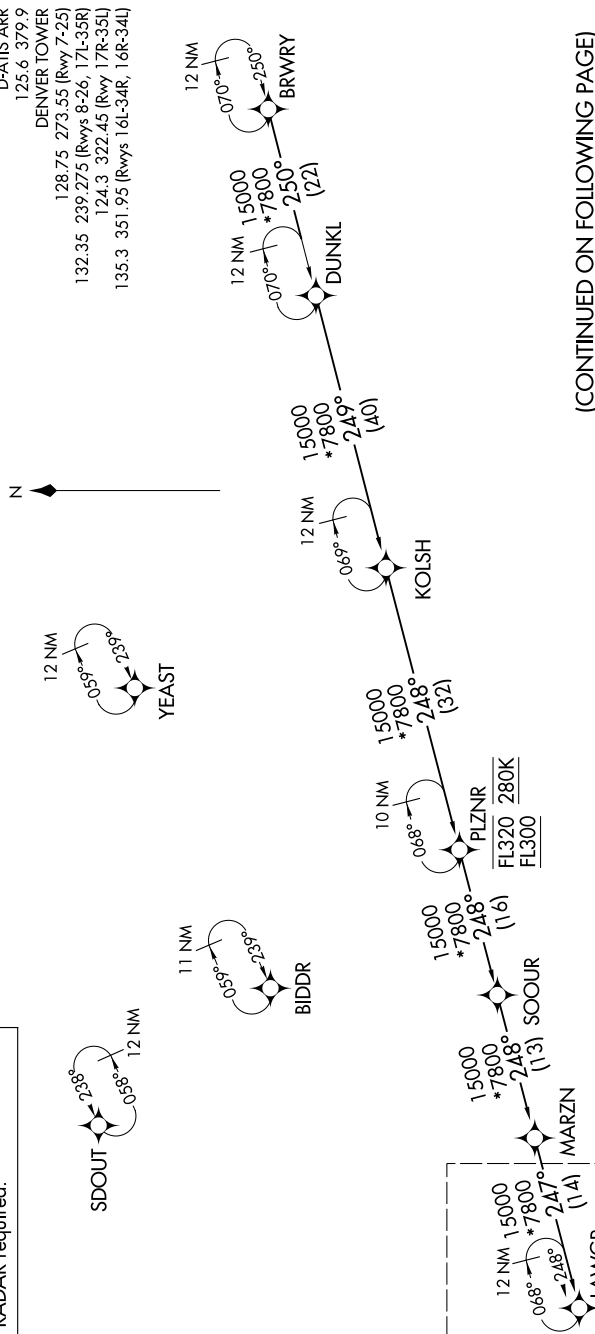 D-ATIS ARR
125.6 379.9
DENVER TOWER
128.75 273.55 (Rwy 7-25)
132.35 239.275 (Rwys 8-26, 17L-35R)
124.3 322.45 (Rwy 17R-35L)
135.3 351.95 (Rwys 16L-34R, 16R-34L)
RADAR required.
N
12 NM
070°
250°
BRWRY
15000
*7800
250°
(22)
12 NM
070°
DUNKL
15000
*7800
249°
(40)
12 NM
069°
KOLSH
15000
*7800
248°
(32)
10 NM
068°
PLZNR
FL320 280K
FL300
15000
*7800
248°
(16)
SOOUR
15000
*7800
248°
(13)
MARZN
15000
*7800
247°
(14)
12 NM
068°
248°
12 NM
059°
239°
YEAST
11 NM
059°
239°
BIDDR
238°
058°
12 NM
SDOUT
(CONTINUED ON FOLLOWING PAGE)